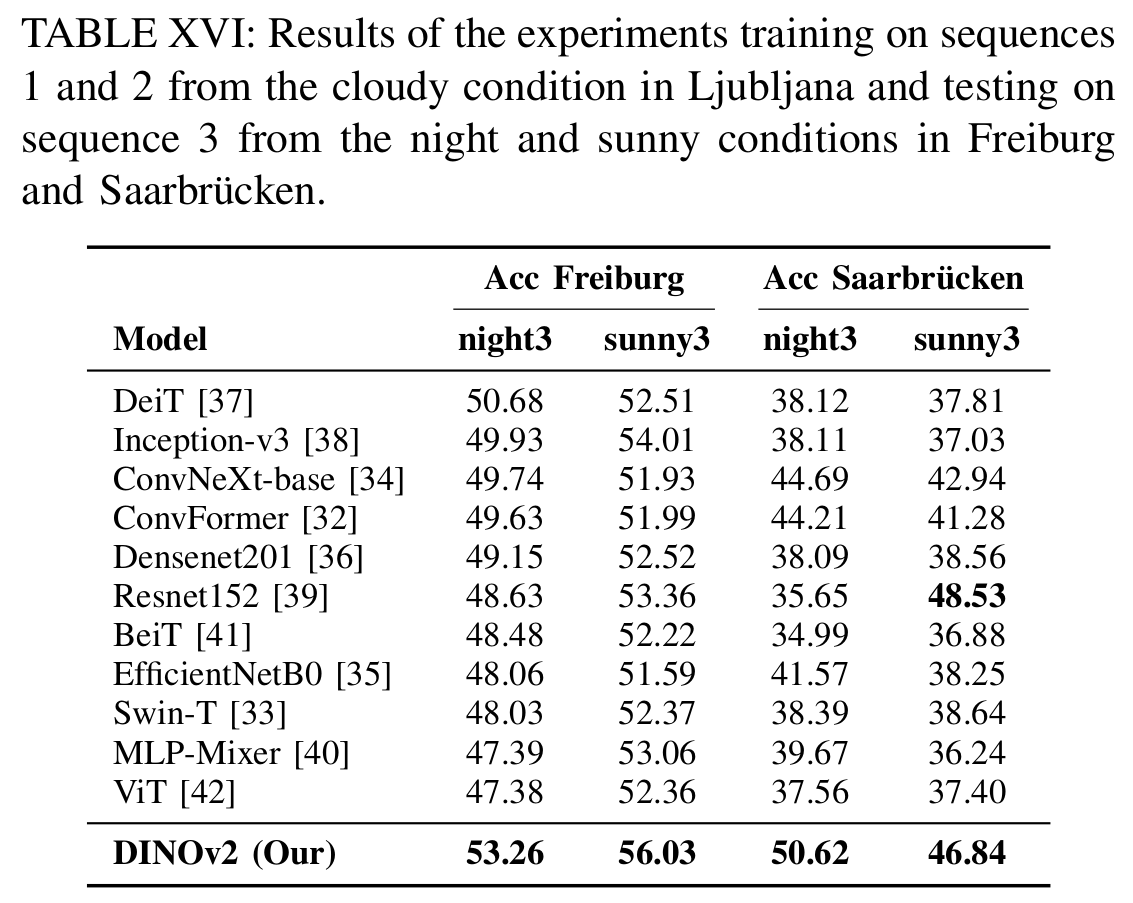 TABLE XVI: Results of the experiments training on sequences
1 and 2 from the cloudy condition in Ljubljana and testing on
sequence 3 from the night and sunny conditions in Freiburg
and Saarbrücken.
Acc Freiburg Acc Saarbrücken
Model night3 sunny3 night3 sunny3
DeiT [37] 50.68 52.51 38.12 37.81
Inception-v3 [38] 49.93 54.01 38.11 37.03
ConvNeXt-base [34] 49.74 51.93 44.69 42.94
ConvFormer [32] 49.63 51.99 44.21 41.28
Densenet201 [36] 49.15 52.52 38.09 38.56
Resnet152 [39] 48.63 53.36 35.65 48.53
BeiT [41] 48.48 52.22 34.99 36.88
EfficientNetB0 [35] 48.06 51.59 41.57 38.25
Swin-T [33] 48.03 52.37 38.39 38.64
MLP-Mixer [40] 47.39 53.06 39.67 36.24
ViT [42] 47.38 52.36 37.56 37.40
DINOv2 (Our) 53.26 56.03 50.62 46.84